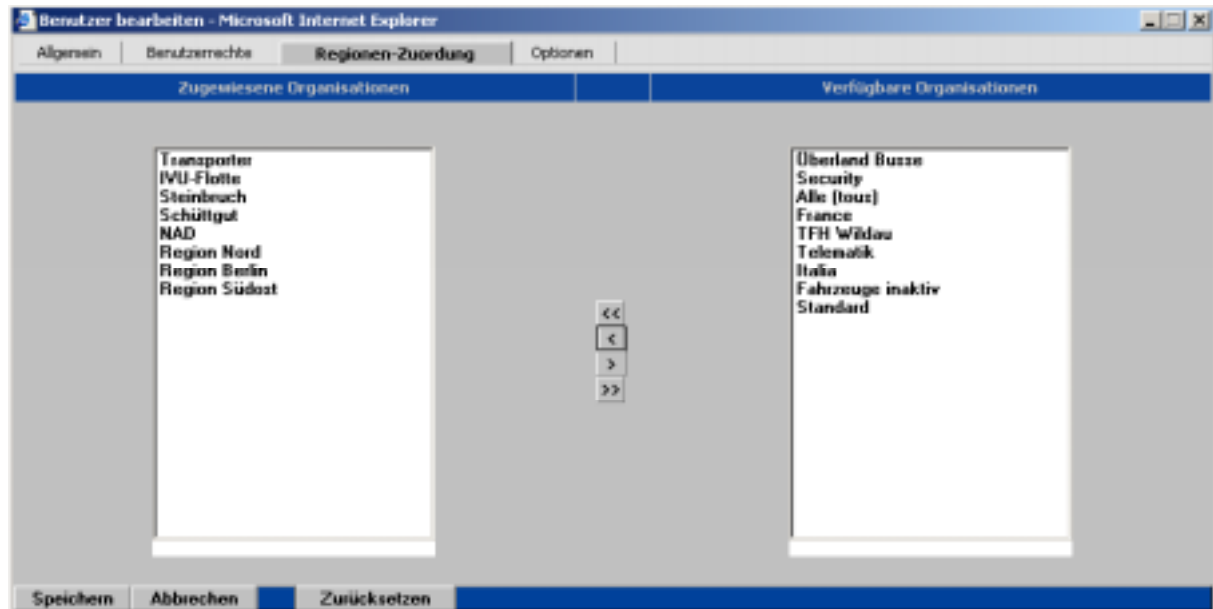 Benutzer bearbeiten - Microsoft Internet Explorer
Allgemein Benutzerrechte Regionen-Zuordung Optionen
Zugewiesene Organisationen Verfügbare Organisationen
Transporter
IVU-Flotte
Steinbruch
Schüttgut
NAD
Region Nord
Region Berlin
Region Südost
<<
<
>
>>
Überland Busse
Security
Alle (tous)
France
TFH Wildau
Telematik
Italia
Fahrzeuge inaktiv
Standard
Speichern Abbrechen Zurücksetzen